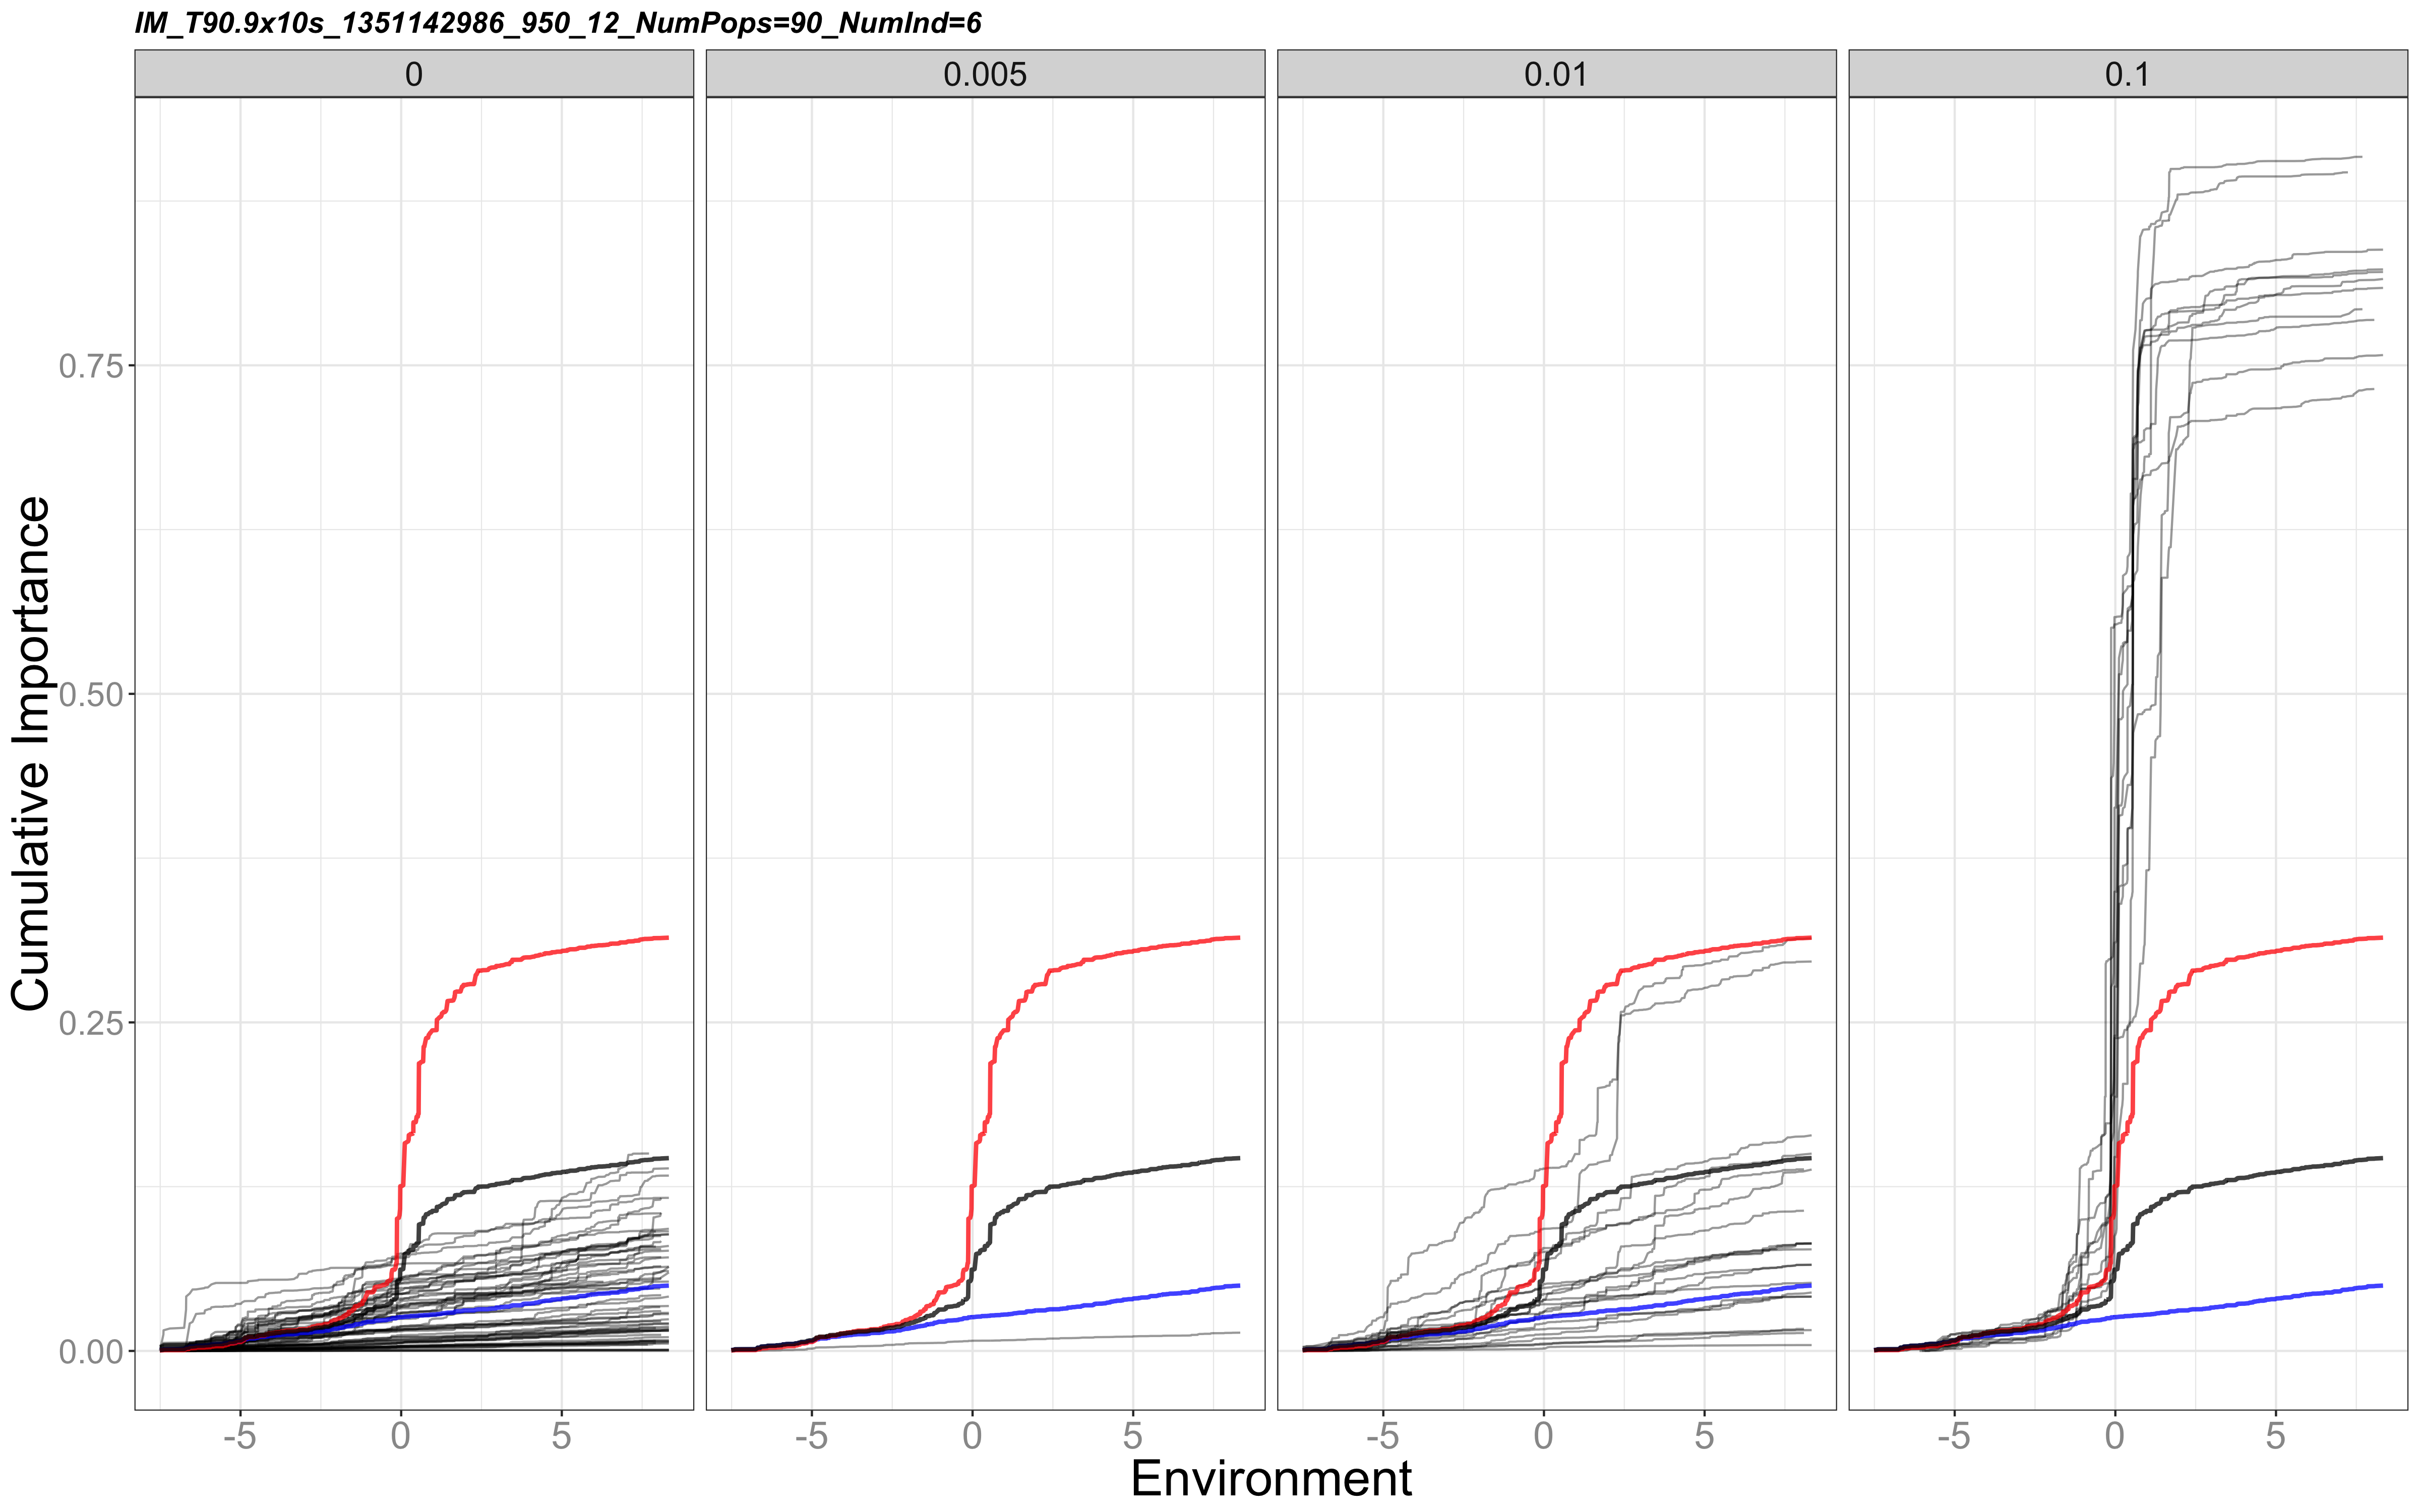 IM_T90.9x10s_1351142986_950_12_NumPops=90_NumInd=6
0 0.005 0.01 0.1
Cumulative Importance
0.75
0.50
0.25
0.00
-5 0 5 -5 0 5 -5 0 5 -5 0 5
Environment